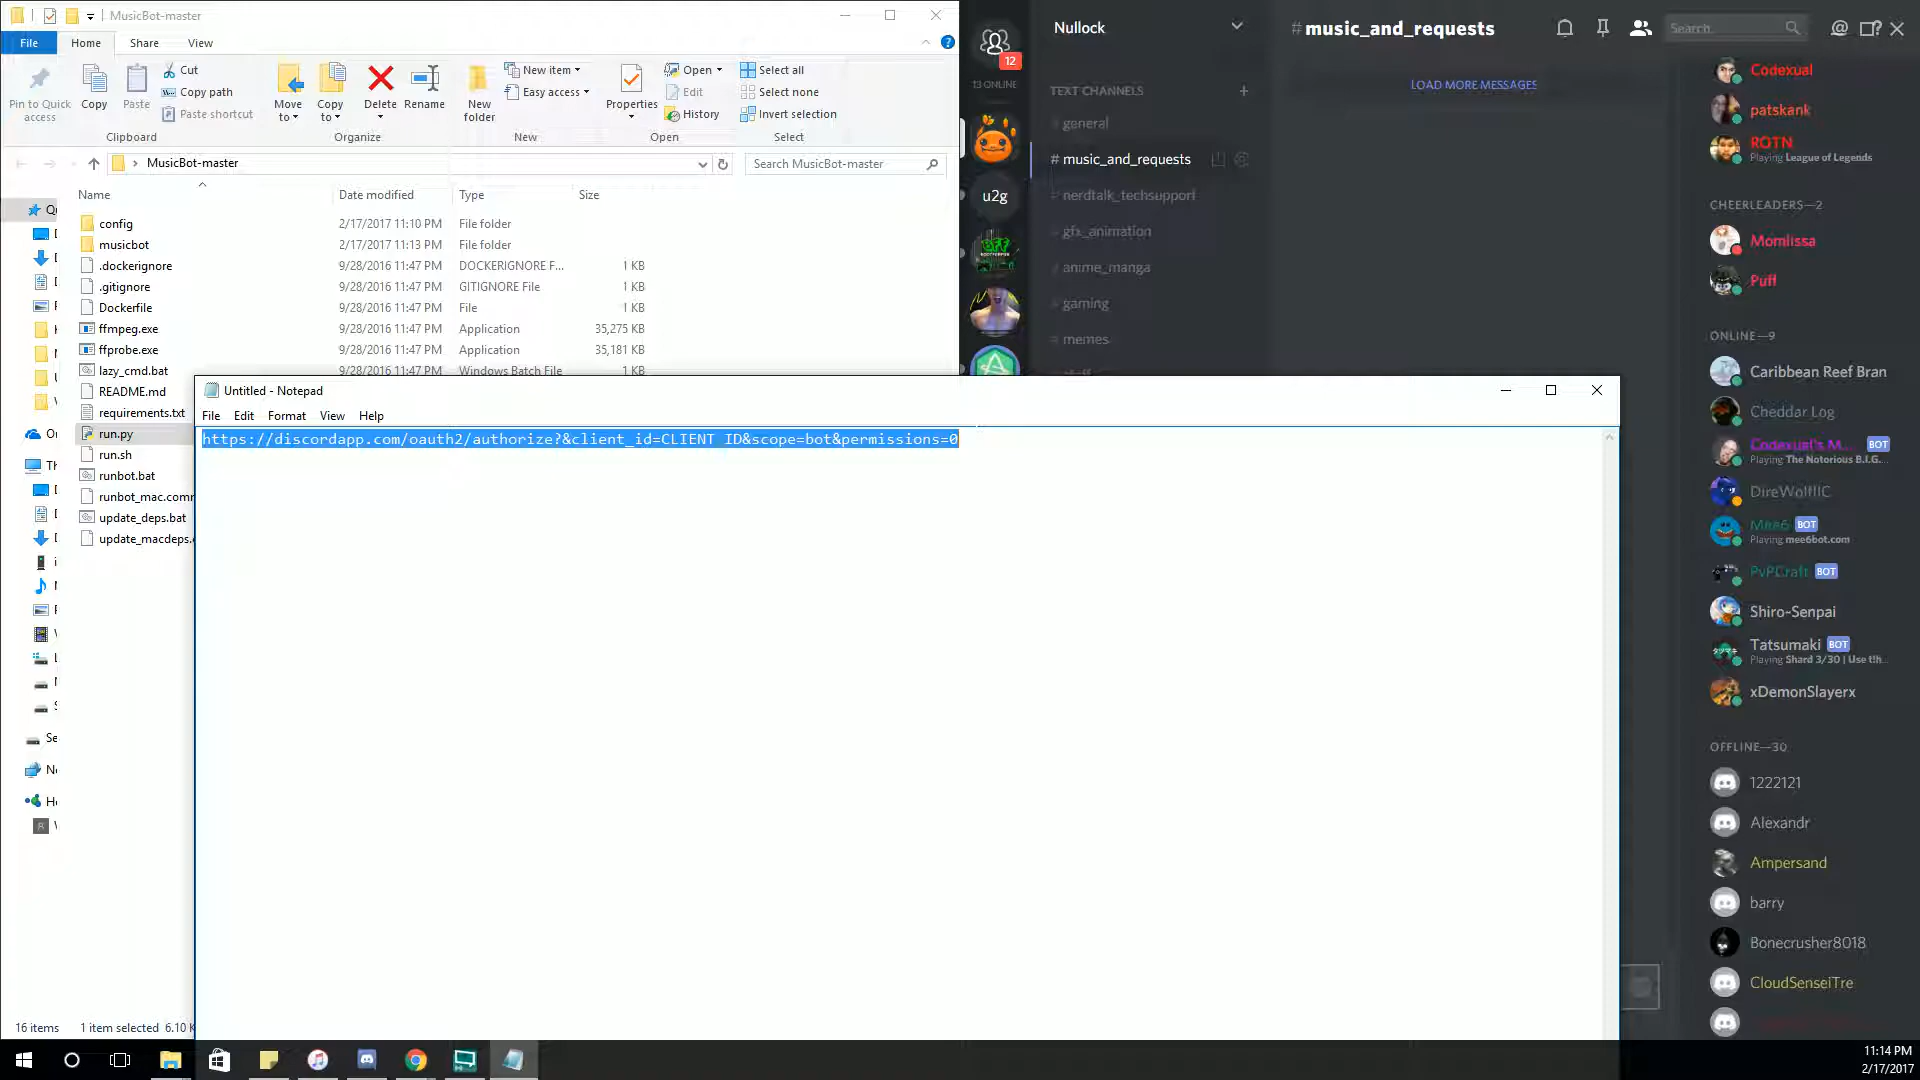 MusicBot-master
File
Home
Share
View
Pin to Quick access
Copy
Paste
Cut
Copy path
Paste shortcut
Clipboard
Move to
Copy to
Delete
Rename
Organize
New folder
New item
Easy access
New
Properties
Open
Edit
History
Open
Select all
Select none
Invert selection
Select
MusicBot-master
Search MusicBot-master
Name
Date modified
Type
Size
config 2/17/2017 11:10 PM File folder
musicbot 2/17/2017 11:13 PM File folder
.dockerignore 9/28/2016 11:47 PM DOCKERIGNORE F... 1 KB
.gitignore 9/28/2016 11:47 PM GITIGNORE File 1 KB
Dockerfile 9/28/2016 11:47 PM File 1 KB
ffmpeg.exe 9/28/2016 11:47 PM Application 35,275 KB
ffprobe.exe 9/28/2016 11:47 PM Application 35,181 KB
lazy_cmd.bat 9/28/2016 11:47 PM Windows Batch File 1 KB
README.md
requirements.txt
run.py
run.sh
runbot.bat
runbot_mac.comm
update_deps.bat
update_macdeps.
16 items 1 item selected 6.10 K
Untitled - Notepad
File Edit Format View Help
https://discordapp.com/oauth2/authorize?&client_id=CLIENT_ID&scope=bot&permissions=0
12
13 ONLINE
u2g
Nullock
TEXT CHANNELS
general
# music_and_requests
nerdtalk_techsupport
gfx_animation
anime_manga
gaming
memes
#music_and_requests
Search
LOAD MORE MESSAGES
Codexual
patskank
ROTN
Playing League of Legends
CHEERLEADERS—2
Momlissa
Puff
ONLINE—9
Caribbean Reef Bran
Cheddar Log
Codexual's M... BOT
Playing The Notorious B.I.G...
DireWolfIIC
Mee6 BOT
Playing mee6bot.com
PvPCraft BOT
Shiro-Senpai
Tatsumaki BOT
Playing Shard 3/30 | Use t!h...
xDemonSlayerx
OFFLINE—30
1222121
Alexandr
Ampersand
barry
Bonecrusher8018
CloudSenseiTre
11:14 PM
2/17/2017